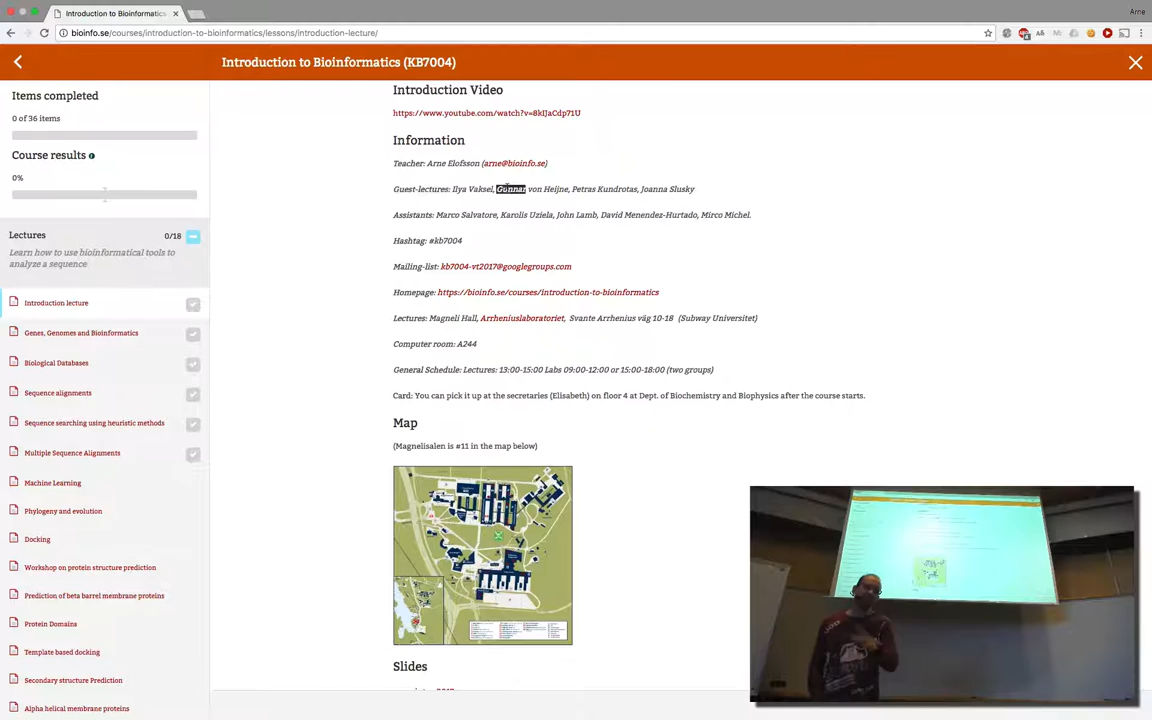 Introduction to Bioinformatics
Arne
bioinfo.se/courses/introduction-to-bioinformatics/lessons/introduction-lecture/
Introduction to Bioinformatics (KB7004)
Items completed
0 of 36 items
Course results
0%
Lectures 0/18
Learn how to use bioinformatical tools to
analyze a sequence
Introduction lecture
Genes, Genomes and Bioinformatics
Biological Databases
Sequence alignments
Sequence searching using heuristic methods
Multiple Sequence Alignments
Machine Learning
Phylogeny and evolution
Docking
Workshop on protein structure prediction
Prediction of beta barrel membrane proteins
Protein Domains
Template based docking
Secondary structure Prediction
Alpha helical membrane proteins
Introduction Video
https://www.youtube.com/watch?v=8kIJaCdp71U
Information
Teacher: Arne Elofsson (arne@bioinfo.se)
Guest-lectures: Ilya Vaksel, Gunnar von Heijne, Petras Kundrotas, Joanna Slusky
Assistants: Marco Salvatore, Karolis Uziela, John Lamb, David Menendez-Hurtado, Mirco Michel.
Hashtag: #kb7004
Mailing-list: kb7004-vt2017@googlegroups.com
Homepage: https://bioinfo.se/courses/introduction-to-bioinformatics
Lectures: Magneli Hall, Arrheniuslaboratoriet, Svante Arrhenius väg 10-18 (Subway Universitet)
Computer room: A244
General Schedule: Lectures: 13:00-15:00 Labs 09:00-12:00 or 15:00-18:00 (two groups)
Card: You can pick it up at the secretaries (Elisabeth) on floor 4 at Dept. of Biochemistry and Biophysics after the course starts.
Map
(Magnelisalen is #11 in the map below)
Slides